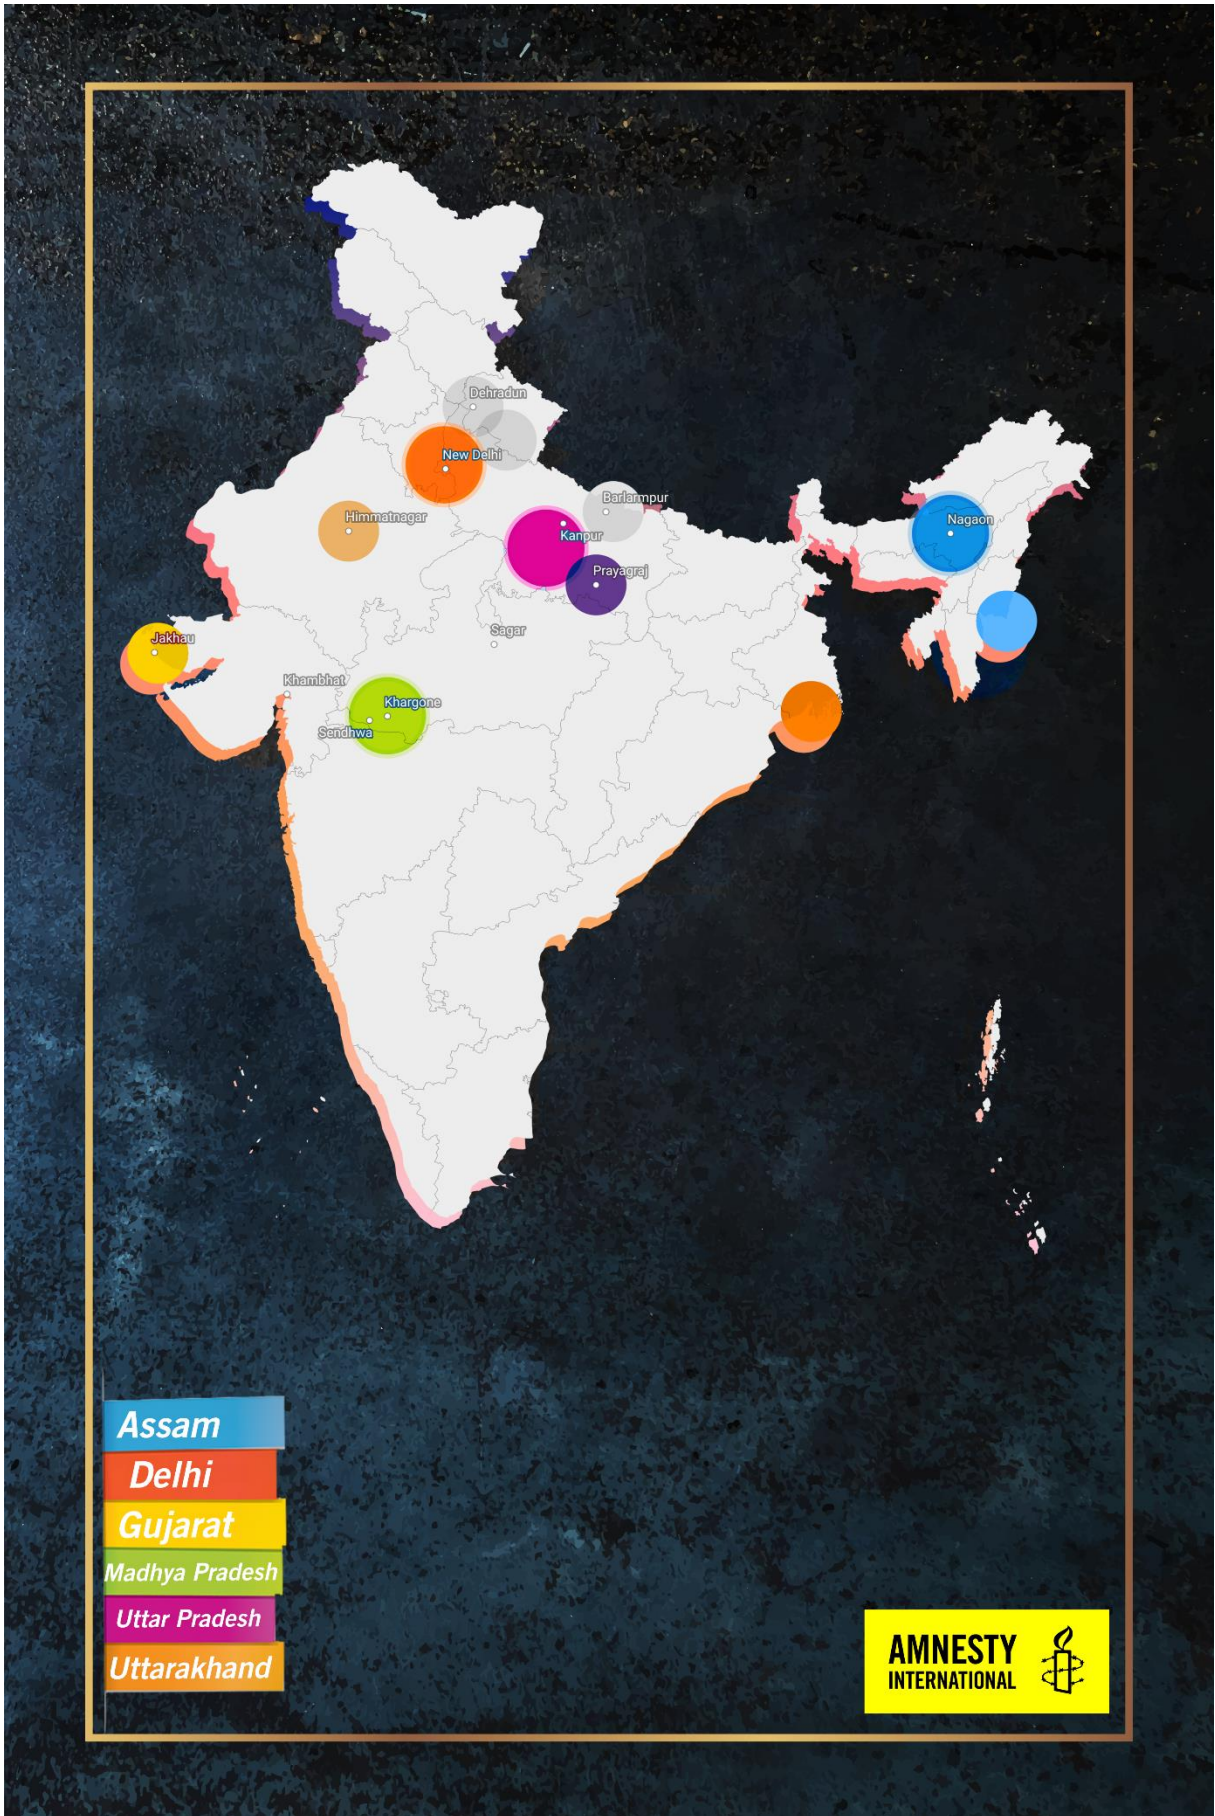 Dehradun
New Delhi
Barlarmpur
Himmatnagar
Nagaon
Kanpur
Prayagraj
Sagar
Jakhau
Khambhat
Khargone
Sendhwa
Assam
Delhi
Gujarat
Madhya Pradesh
Uttar Pradesh
Uttarakhand
AMNESTY
INTERNATIONAL